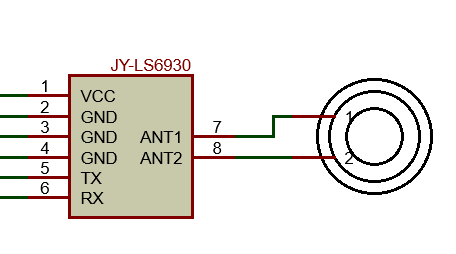 JY-LS6930
1 VCC
2 GND
3 GND ANT1 7 1
4 GND ANT2 8 2
5 TX
6 RX